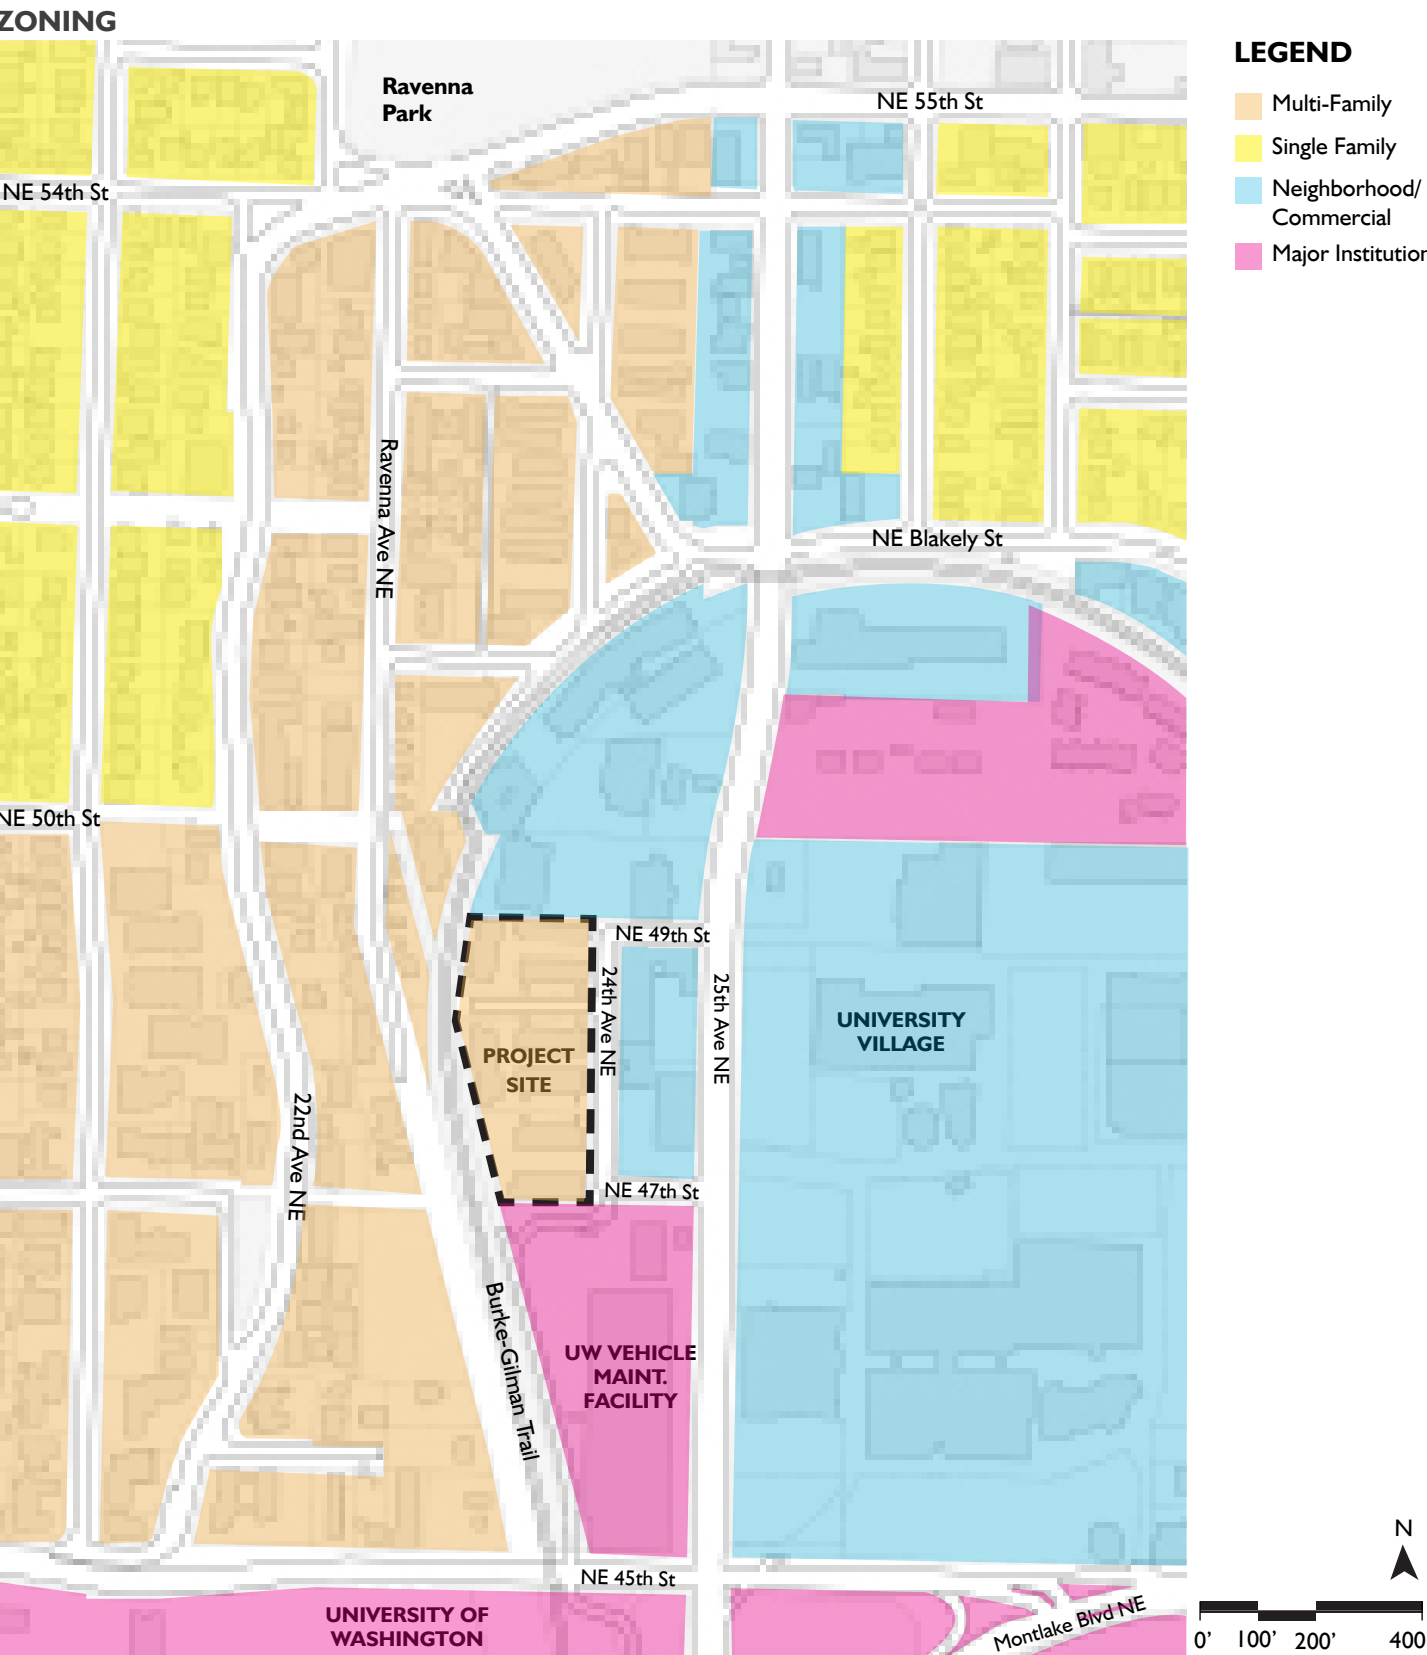 ZONING
LEGEND
Ravenna
Park
NE 55th St
Multi-Family
Single Family
NE 54th St
Neighborhood/
Commercial
Major Institution
Ravenna Ave NE
NE Blakely St
NE 50th St
NE 49th St
24th Ave NE
25th Ave NE
UNIVERSITY
VILLAGE
PROJECT
SITE
22nd Ave NE
NE 47th St
Burke-Gilman Trail
UW VEHICLE
MAINT.
FACILITY
N
NE 45th St
UNIVERSITY OF
WASHINGTON
Montlake Blvd NE
0' 100' 200' 400